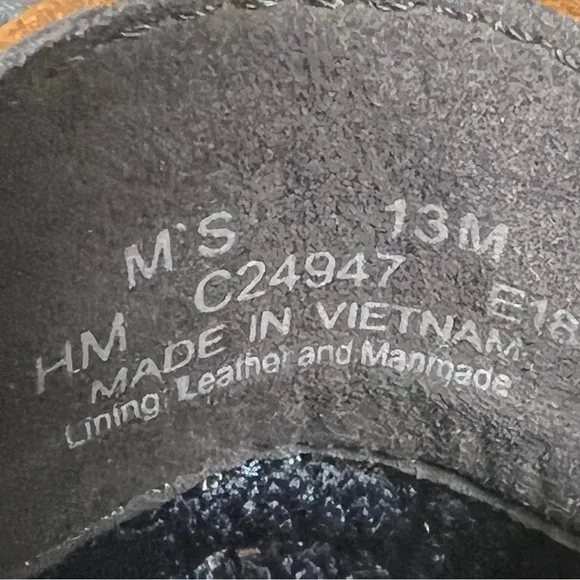 M'S 13M
C24947
HM E18
MADE IN VIETNAM
Lining: Leather and Manmade